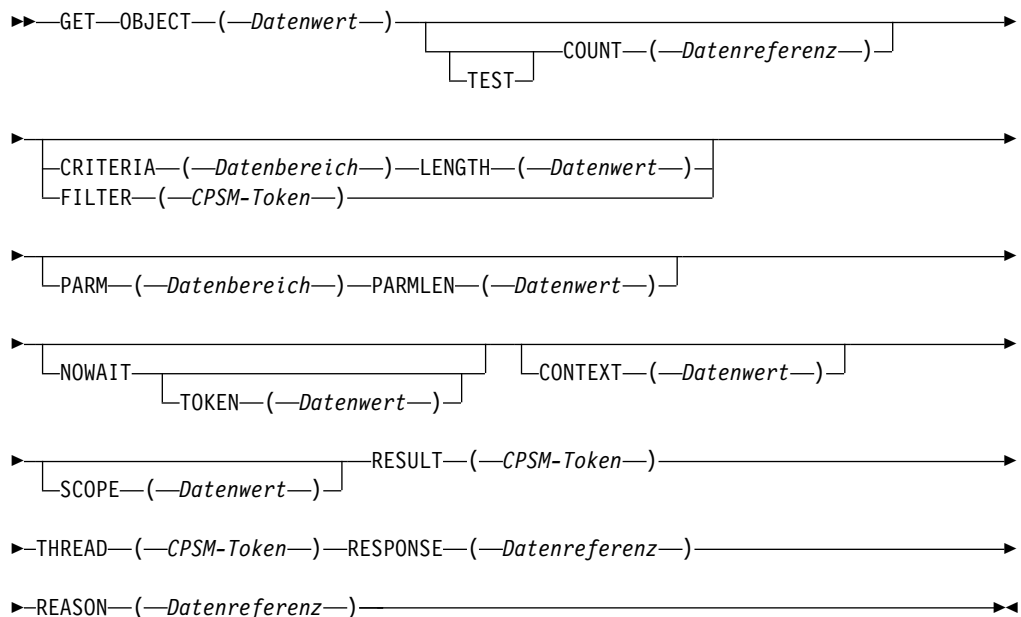 GET OBJECT ( Datenwert )
COUNT ( Datenreferenz )
TEST
CRITERIA ( Datenbereich ) LENGTH ( Datenwert )
FILTER ( CPSM-Token )
PARM ( Datenbereich ) PARMLEN ( Datenwert )
NOWAIT
TOKEN ( Datenwert )
CONTEXT ( Datenwert )
RESULT ( CPSM-Token )
SCOPE ( Datenwert )
THREAD ( CPSM-Token ) RESPONSE ( Datenreferenz )
REASON ( Datenreferenz )